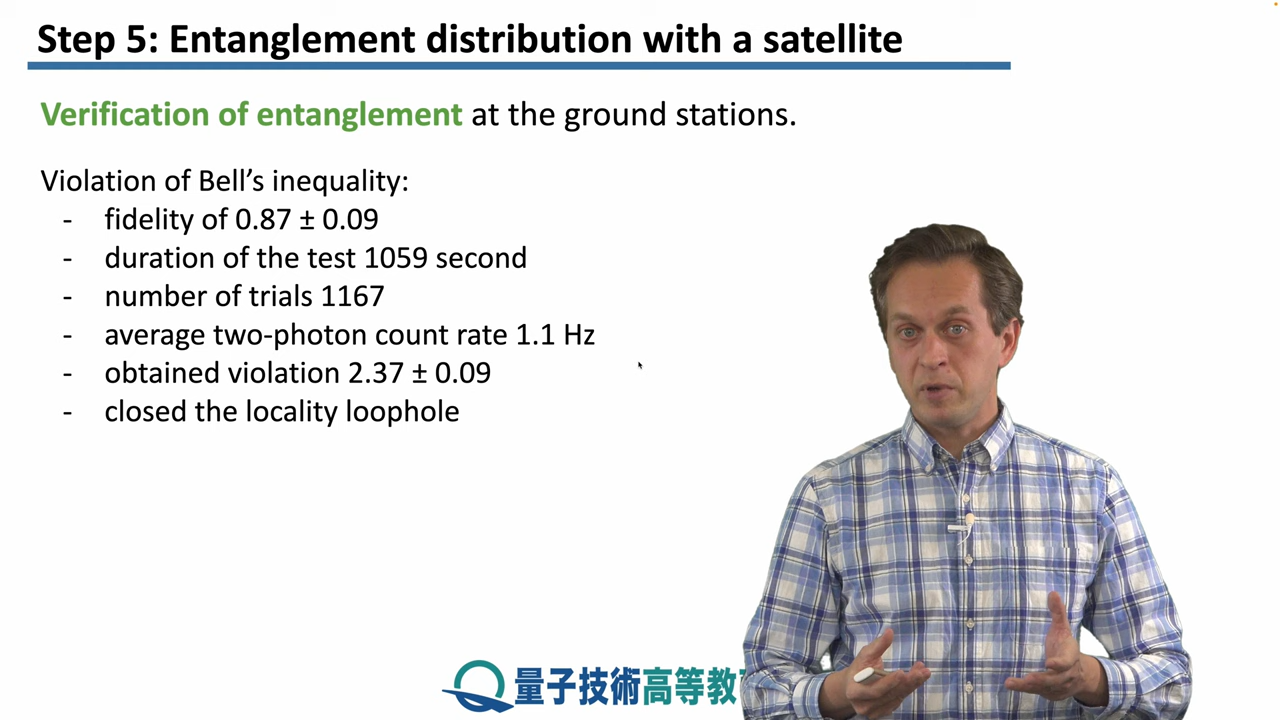 Step 5: Entanglement distribution with a satellite
Verification of entanglement at the ground stations.
Violation of Bell’s inequality:
- fidelity of 0.87 ± 0.09
- duration of the test 1059 second
- number of trials 1167
- average two-photon count rate 1.1 Hz
- obtained violation 2.37 ± 0.09
- closed the locality loophole
量子技術高等教